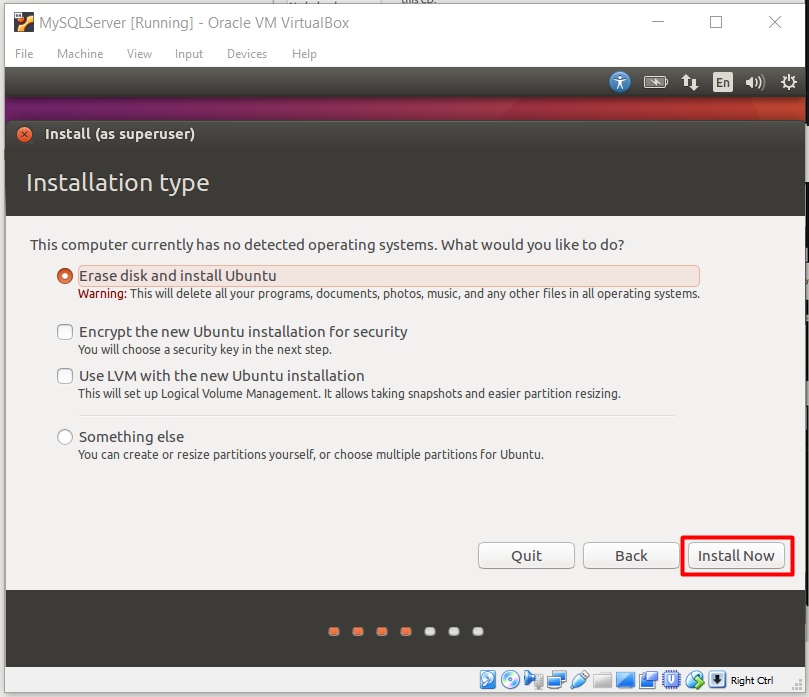 MySQLServer [Running] - Oracle VM VirtualBox
File Machine View Input Devices Help
En
Install (as superuser)
Installation type
This computer currently has no detected operating systems. What would you like to do?
Erase disk and install Ubuntu
Warning: This will delete all your programs, documents, photos, music, and any other files in all operating systems.
Encrypt the new Ubuntu installation for security
You will choose a security key in the next step.
Use LVM with the new Ubuntu installation
This will set up Logical Volume Management. It allows taking snapshots and easier partition resizing.
Something else
You can create or resize partitions yourself, or choose multiple partitions for Ubuntu.
Quit Back Install Now
Right Ctrl